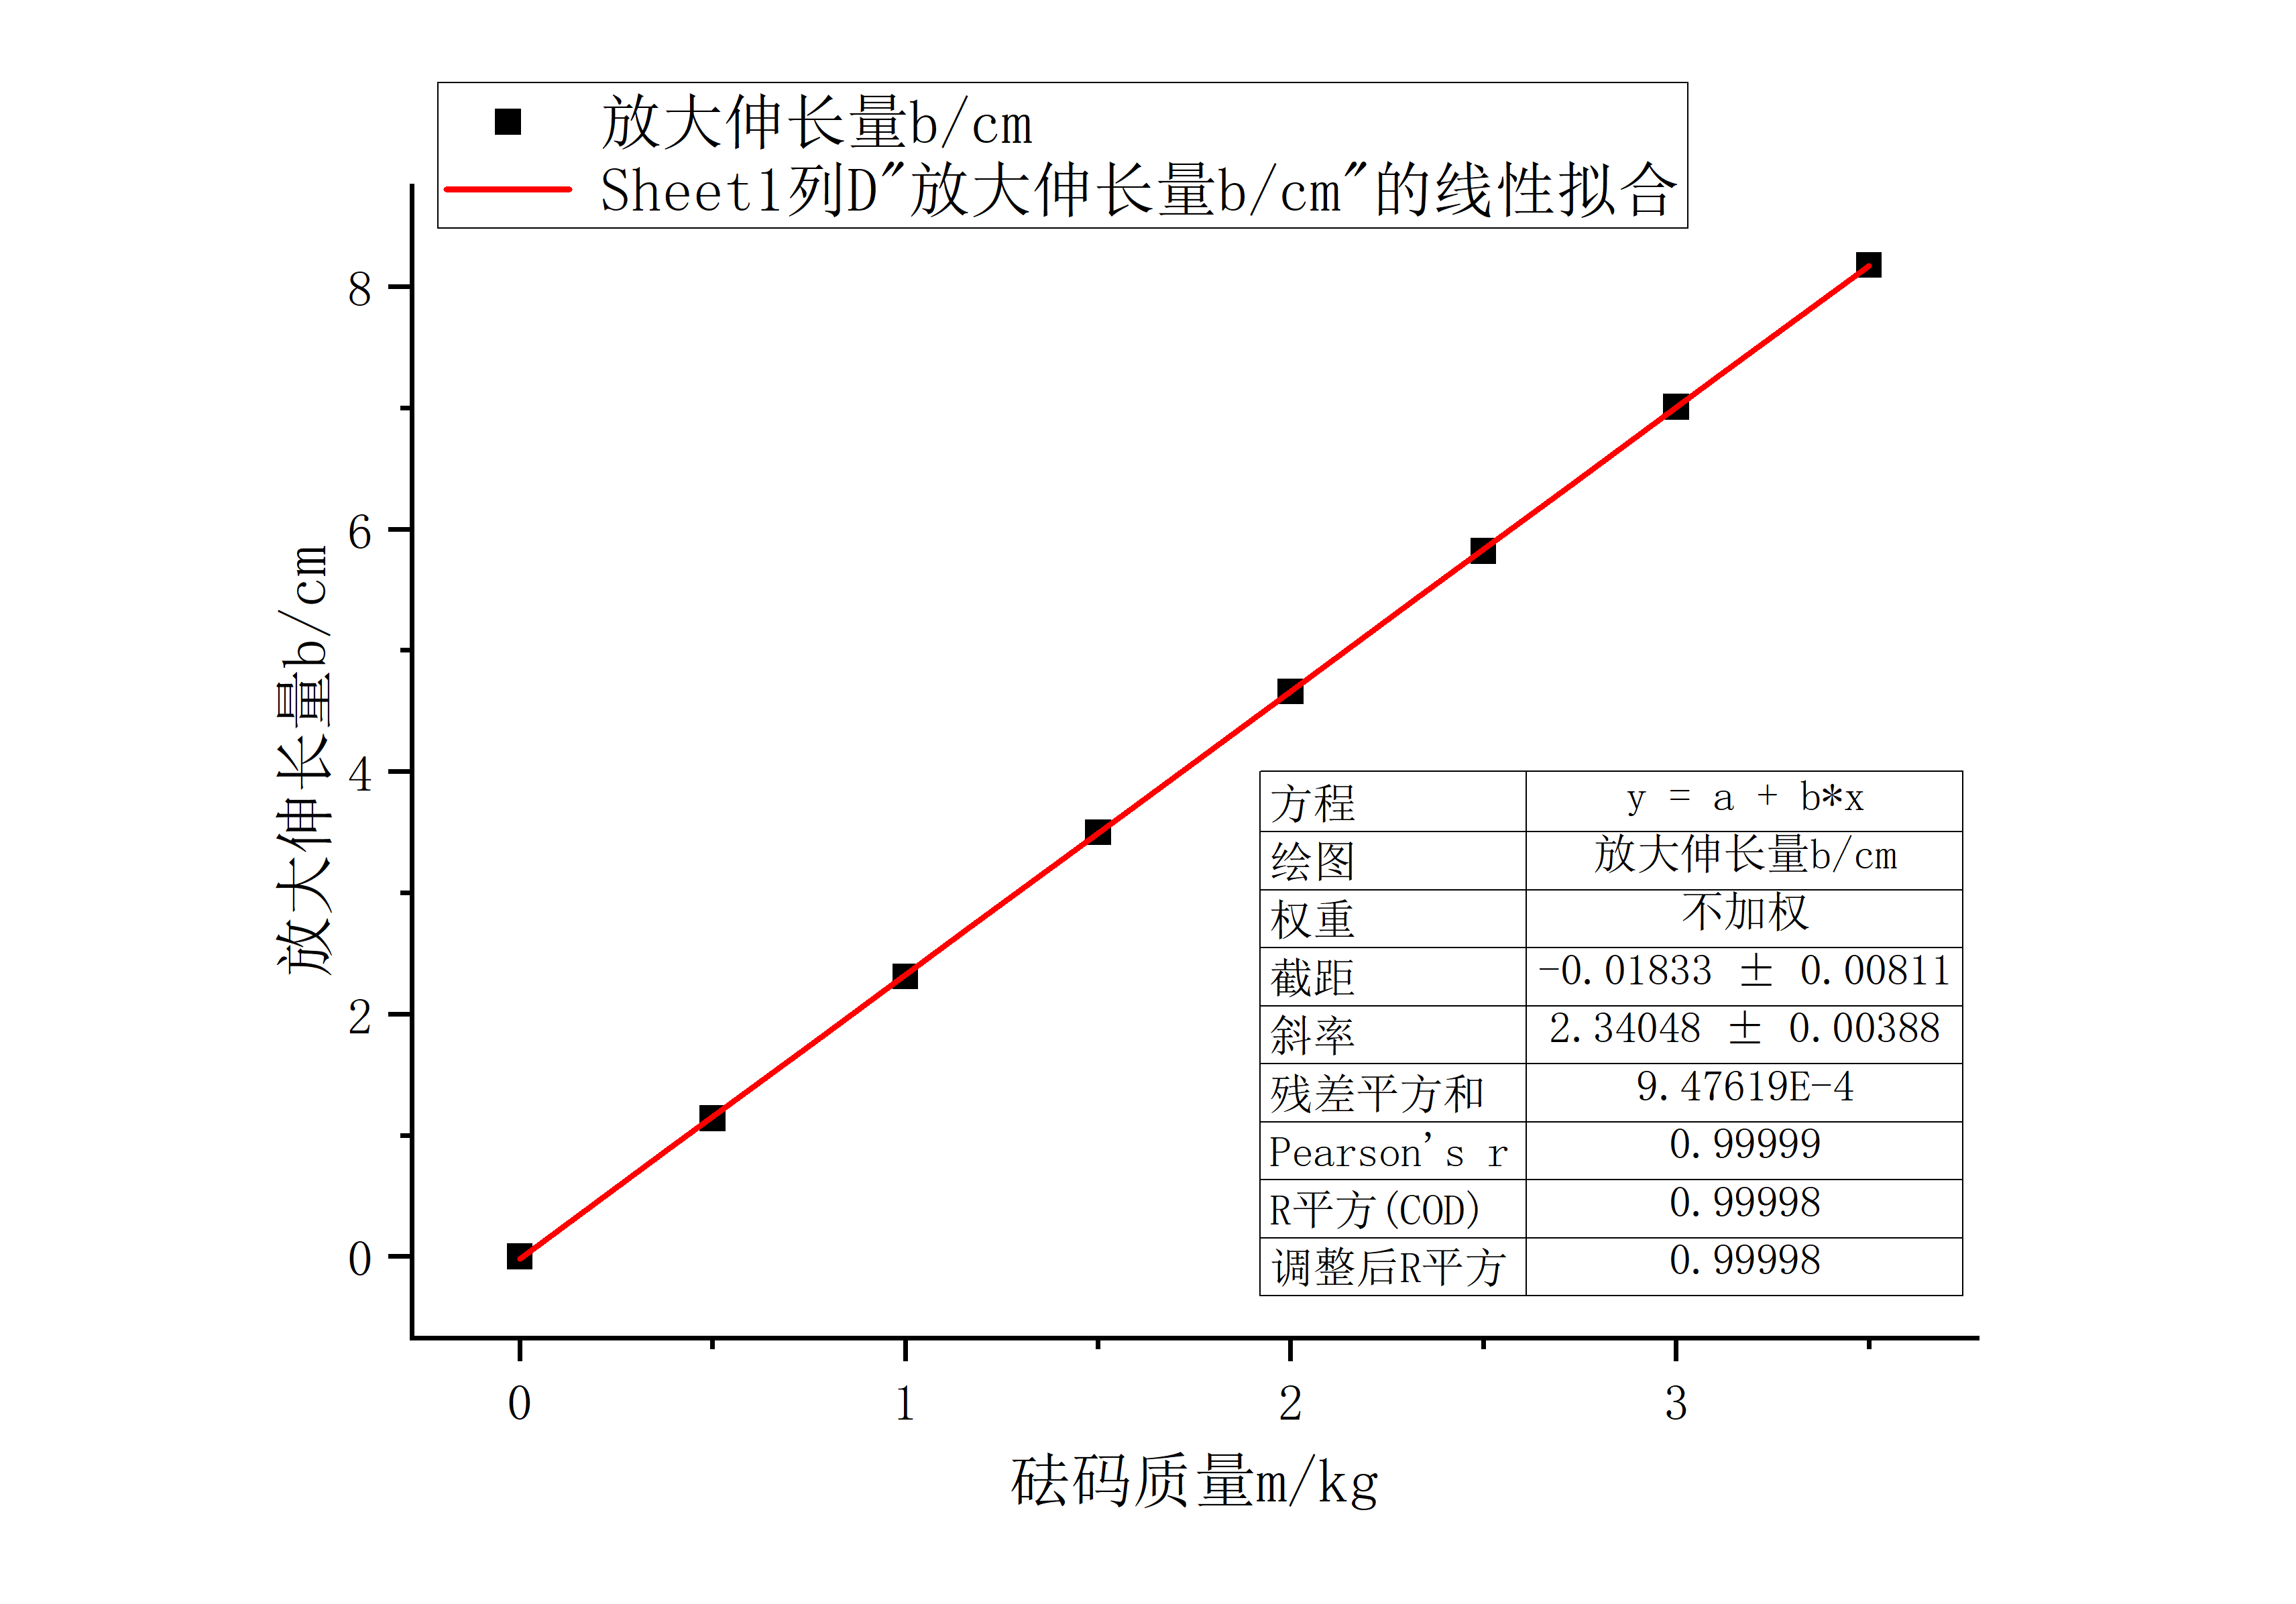 放大伸长量b/cm
Sheet1列D"放大伸长量b/cm"的线性拟合
8
6
4
2
0
放大伸长量b/cm
方程 y = a + b*x
绘图 放大伸长量b/cm
权重 不加权
截距 -0.01833 ± 0.00811
斜率 2.34048 ± 0.00388
残差平方和 9.47619E-4
Pearson's r 0.99999
R平方(COD) 0.99998
调整后R平方 0.99998
0 1 2 3
砝码质量m/kg